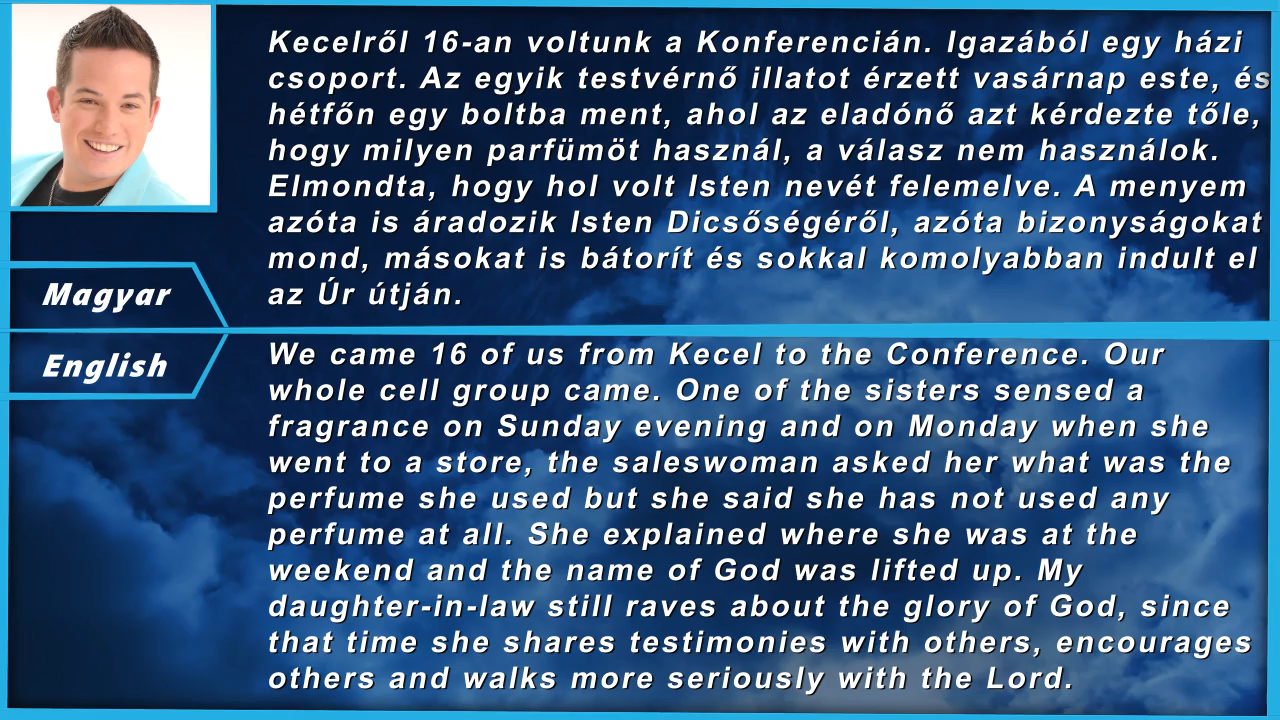 Kecelről 16-an voltunk a Konferencián. Igazából egy házi
csoport. Az egyik testvérnő illatot érzett vasárnap este, és
hétfőn egy boltba ment, ahol az eladónő azt kérdezte tőle,
hogy milyen parfümöt használ, a válasz nem használok.
Elmondta, hogy hol volt Isten nevét felemelve. A menyem
azóta is áradozik Isten Dicsőségéről, azóta bizonyságokat
mond, másokat is bátorít és sokkal komolyabban indult el
az Úr útján.
Magyar
English
We came 16 of us from Kecel to the Conference. Our
whole cell group came. One of the sisters sensed a
fragrance on Sunday evening and on Monday when she
went to a store, the saleswoman asked her what was the
perfume she used but she said she has not used any
perfume at all. She explained where she was at the
weekend and the name of God was lifted up. My
daughter-in-law still raves about the glory of God, since
that time she shares testimonies with others, encourages
others and walks more seriously with the Lord.